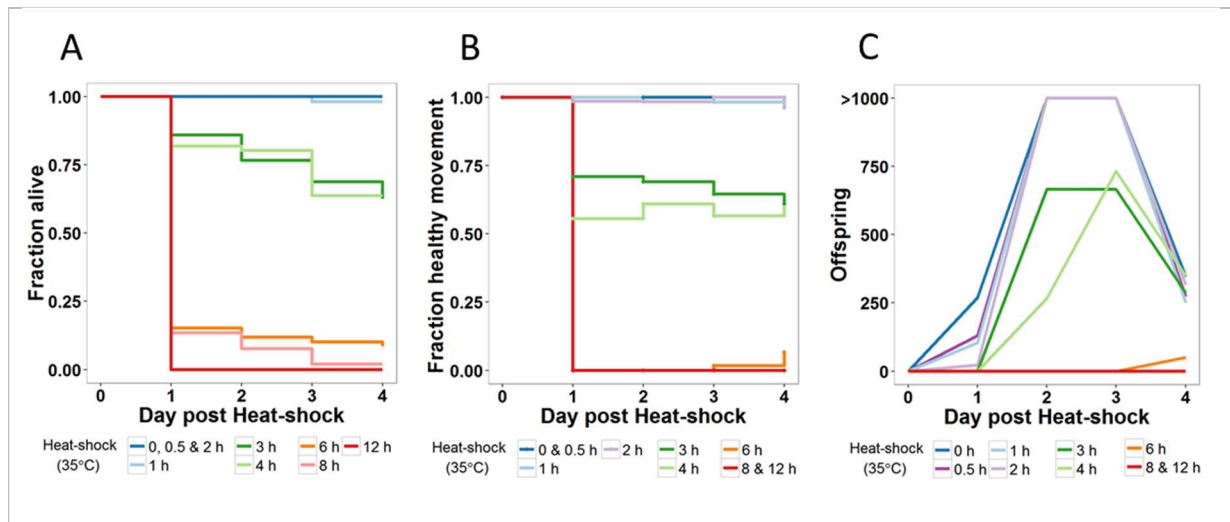 A
B
C
Fraction alive
1.00
0.75
0.50
0.25
0.00
0 1 2 3 4
Day post Heat-shock
Heat-shock
(35°C)
0, 0.5 & 2 h
3 h
6 h
12 h
1 h
4 h
8 h
Fraction healthy movement
1.00
0.75
0.50
0.25
0.00
0 1 2 3 4
Day post Heat-shock
Heat-shock
(35°C)
0 & 0.5 h
2 h
3 h
6 h
1 h
4 h
8 & 12 h
Offspring
>1000
750
500
250
0
0 1 2 3 4
Day post Heat-shock
Heat-shock
(35°C)
0 h
1 h
3 h
6 h
0.5 h
2 h
4 h
8 & 12 h